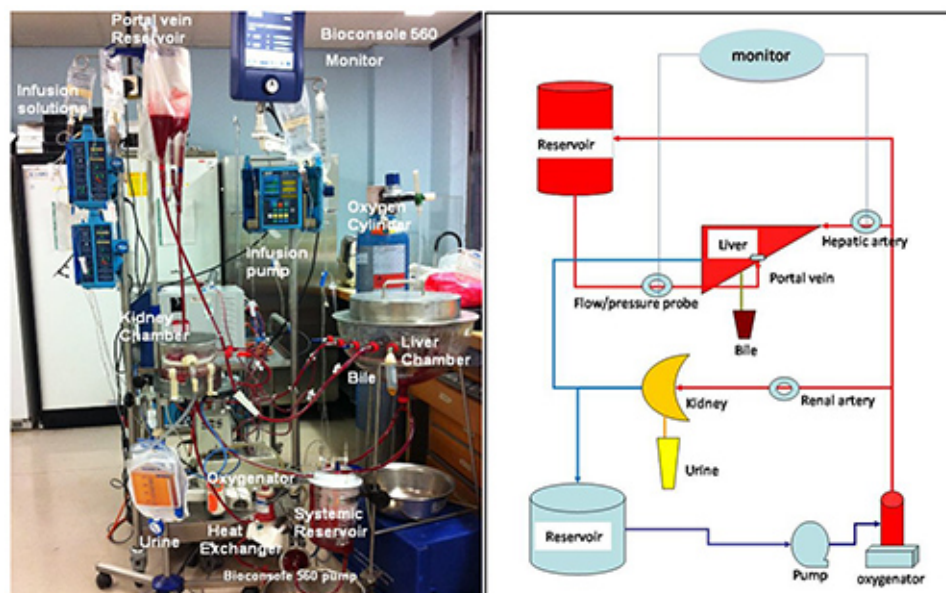 Portal vein
Reservoir
Bioconsole 560
Monitor
Infusion
solutions
Oxygen
Cylinder
Infusion
pump
Kidney
Chamber
Liver
Chamber
Bile
Oxygenator
Systemic
Reservoir
Urine
Heat
Exchanger
Bioconsole 560 pump
monitor
Reservoir
Liver
Hepatic artery
Portal vein
Flow/pressure probe
Bile
Kidney
Renal artery
Urine
Reservoir
Pump
oxygenator